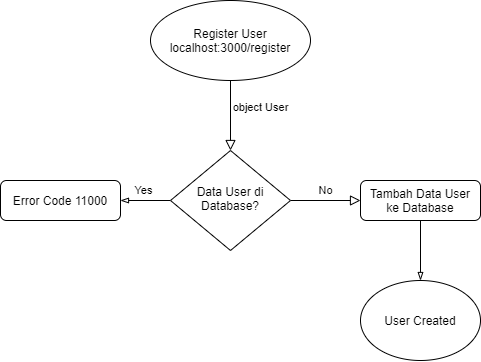 Register User
localhost:3000/register
object User
Data User di
Database?
Yes
No
Error Code 11000
Tambah Data User
ke Database
User Created